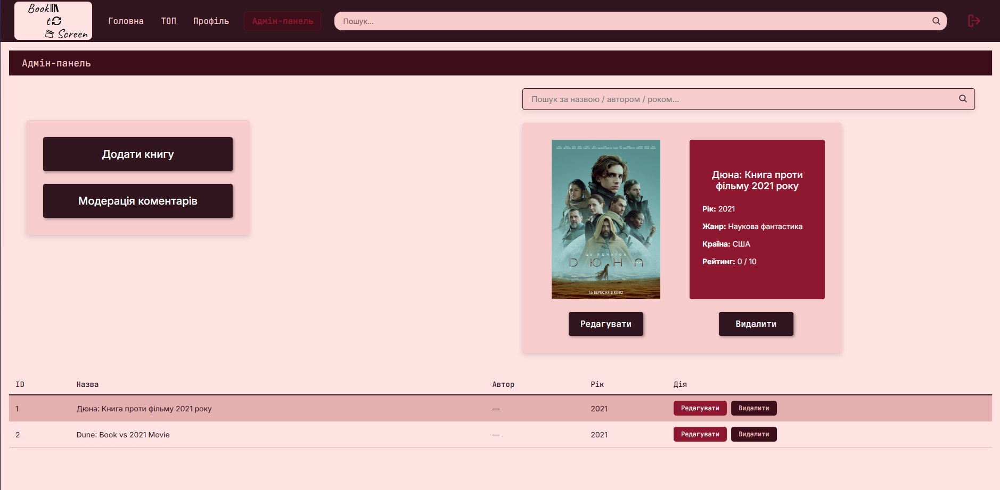 Book
to
Screen
Головна
ТОП
Профіль
Адмін-панель
Пошук...
Адмін-панель
Пошук за назвою / автором / роком...
Додати книгу
Модерація коментарів
ЦЕ ПОЧАТОК
ДЮНА
16 ВЕРЕСНЯ В КІНО
Дюна: Книга проти
фільму 2021 року
Рік: 2021
Жанр: Наукова фантастика
Країна: США
Рейтинг: 0 / 10
Редагувати
Видалити
ID Назва Автор Рік Дія
1 Дюна: Книга проти фільму 2021 року — 2021 Редагувати Видалити
2 Dune: Book vs 2021 Movie — 2021 Редагувати Видалити